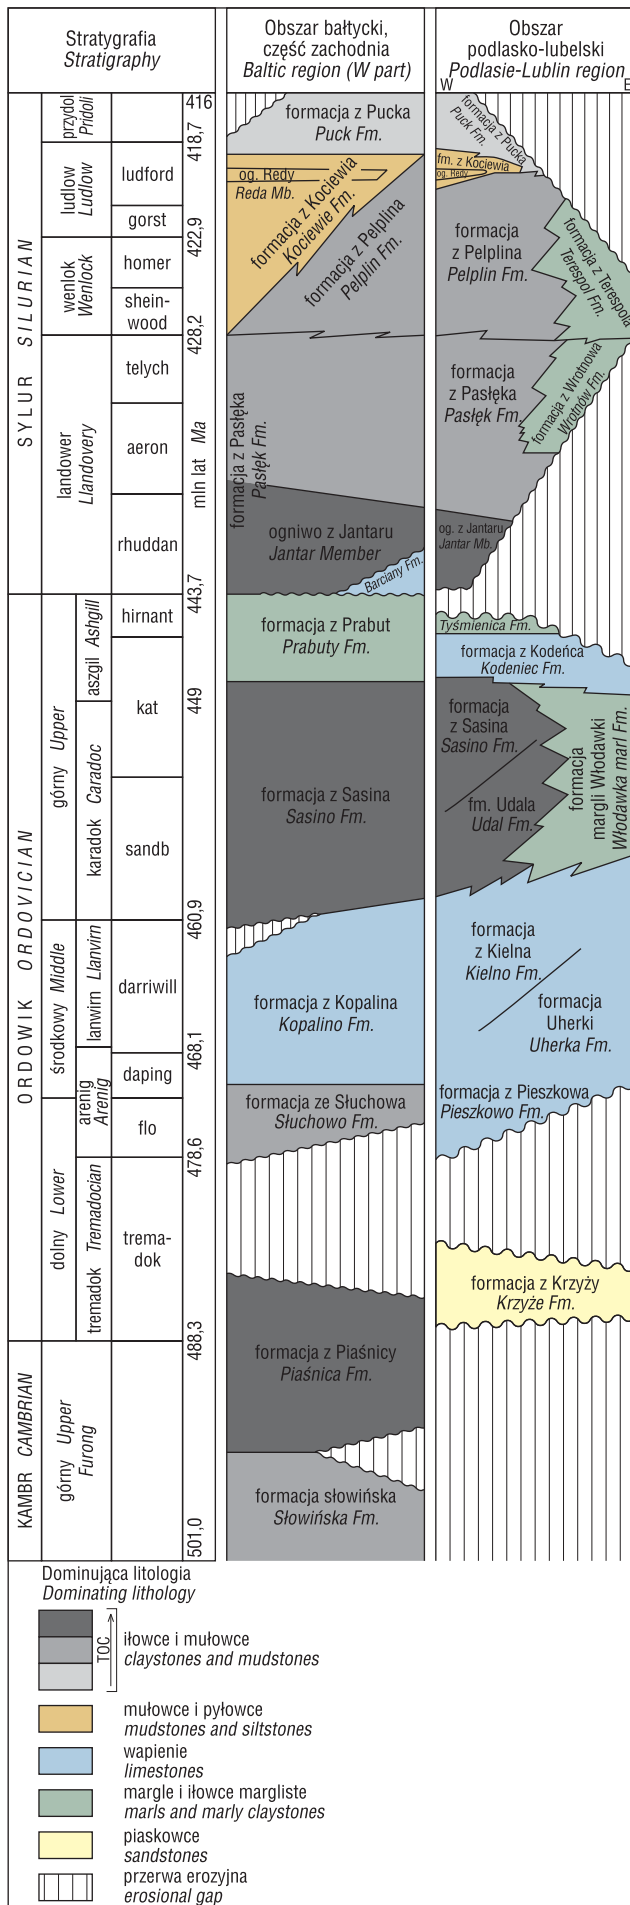 Stratygrafia
Stratigraphy
Obszar bałtycki,
część zachodnia
Baltic region (W part)
Obszar
podlasko-lubelski
Podlasie-Lublin region
W
E
SYLUR SILURIAN
przydol
Pridoli
ludlow
Ludlow
ludford
gorst
wenlok
Wenlock
homer
shein-
wood
landower
Llandovery
telych
aeron
rhuddan
416
418,7
422,9
428,2
mln lat Ma
443,7
ORDOWIK ORDOVICIAN
górny Upper
aszgil Ashgill
hirnant
kat
karadok Caradoc
sandb
449
460,9
środkowy Middle
lanwirn Llanvirn
darriwill
468,1
daping
arenig
Arenig
flo
478,6
dolny Lower
tremadok Tremadocian
trema-
dok
488,3
KAMBR CAMBRIAN
górny Upper
Furong
501,0
formacja z Pucka
Puck Fm.
og. Redy
Reda Mb.
formacja z Kociewia
Kociewie Fm.
formacja z Pelplina
Pelplin Fm.
formacja z Pasłęka
Pasłęk Fm.
ogniwo z Jantaru
Jantar Member
Barciany Fm.
formacja z Prabut
Prabuty Fm.
formacja z Sasina
Sasino Fm.
formacja z Kopalina
Kopalino Fm.
formacja ze Słuchowa
Słuchowo Fm.
formacja z Piaśnicy
Piaśnica Fm.
formacja słowińska
Słowińska Fm.
formacja z Pucka
Puck Fm.
fm. z Kociewia
og. Redy
formacja
z Pelplina
Pelplin Fm.
formacja z Terespola
Terespol Fm.
formacja
z Pasłęka
Pasłęk Fm.
formacja z Wrotnowa
Wrotnów Fm.
og. z Jantaru
Jantar Mb.
Tyśmienica Fm.
formacja z Kodeńca
Kodeniec Fm.
formacja
z Sasina
Sasino Fm.
fm. Udala
Udal Fm.
formacja
margli Włodawki
Włodawka marl Fm.
formacja
z Kielna
Kielno Fm.
formacja
Uherki
Uherka Fm.
formacja z Pieszkowa
Pieszkowo Fm.
formacja z Krzyży
Krzyże Fm.
Dominująca litologia
Dominating lithology
TOC
iłowce i mułowce
claystones and mudstones
mułowce i pyłowce
mudstones and siltstones
wapienie
limestones
margle i iłowce margliste
marls and marly claystones
piaskowce
sandstones
przerwa erozyjna
erosional gap